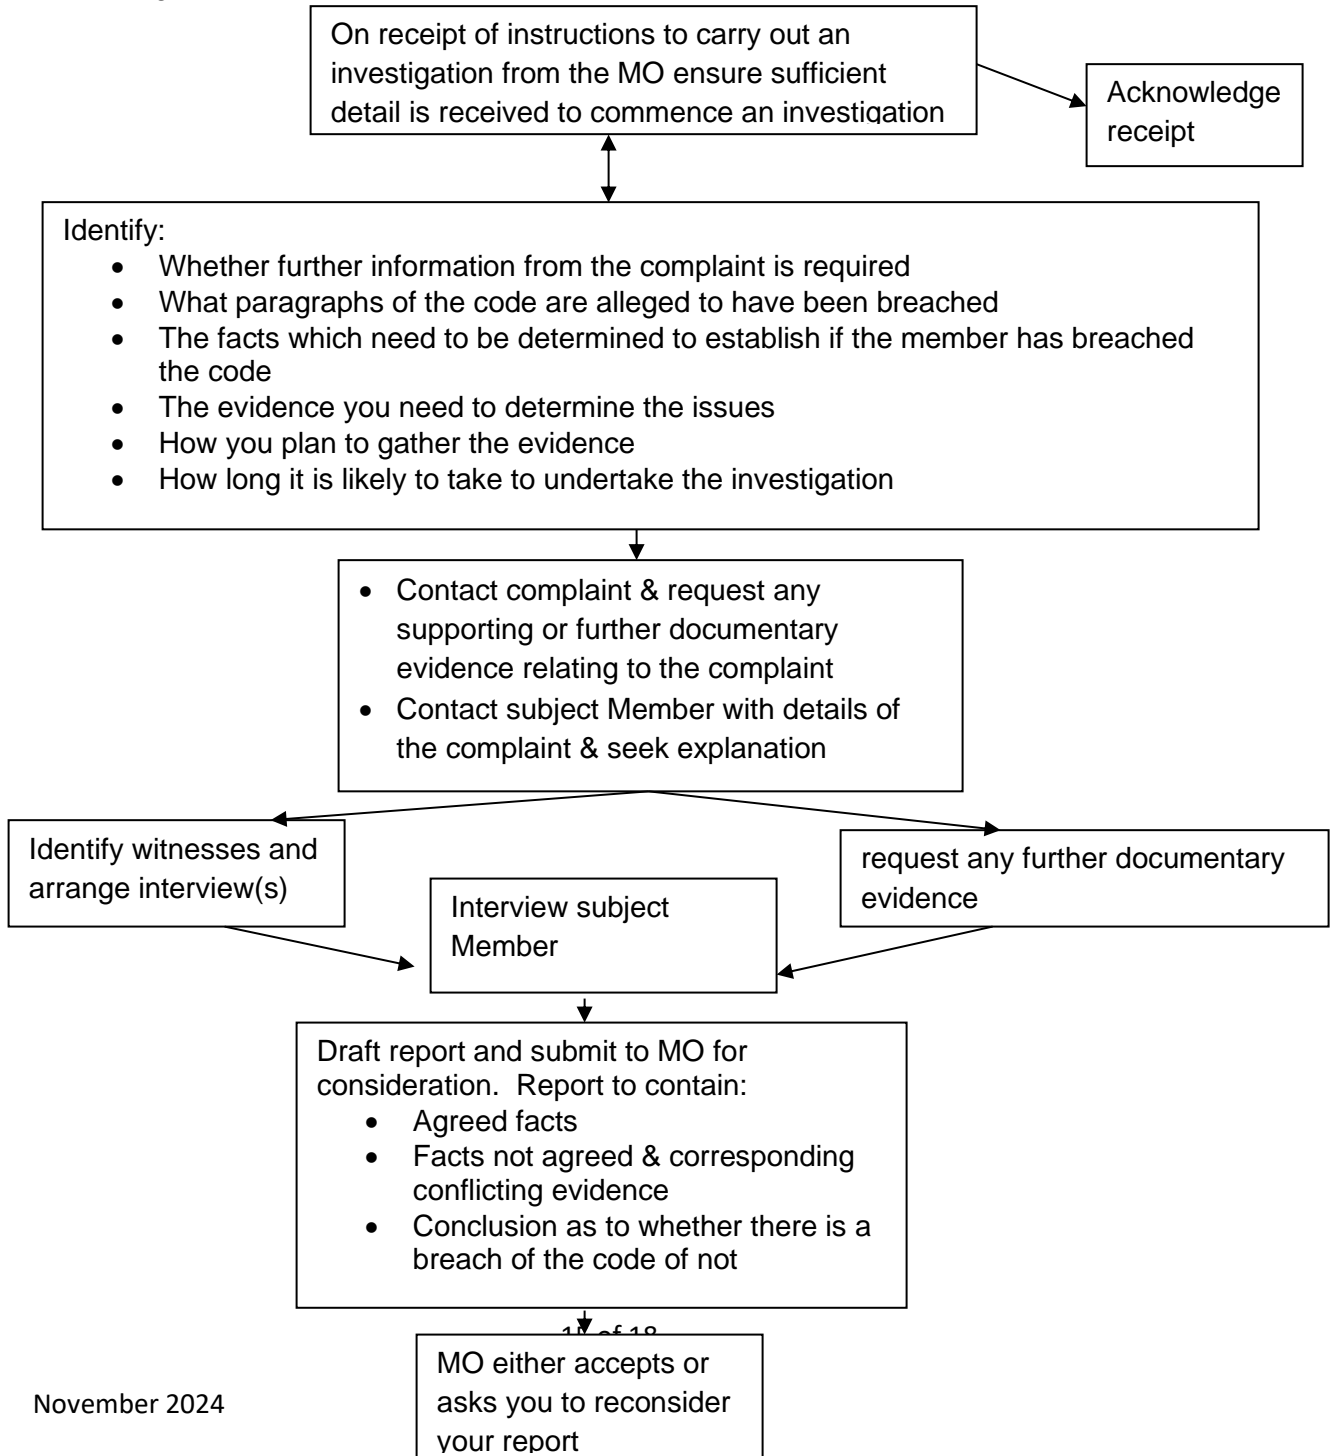 On receipt of instructions to carry out an
investigation from the MO ensure sufficient
detail is received to commence an investigation
Acknowledge
receipt
Identify:
• Whether further information from the complaint is required
• What paragraphs of the code are alleged to have been breached
• The facts which need to be determined to establish if the member has breached
the code
• The evidence you need to determine the issues
• How you plan to gather the evidence
• How long it is likely to take to undertake the investigation
• Contact complaint & request any
supporting or further documentary
evidence relating to the complaint
• Contact subject Member with details of
the complaint & seek explanation
Identify witnesses and
arrange interview(s)
request any further documentary
evidence
Interview subject
Member
Draft report and submit to MO for
consideration.  Report to contain:
• Agreed facts
• Facts not agreed & corresponding
conflicting evidence
• Conclusion as to whether there is a
breach of the code of not
of 18
MO either accepts or
asks you to reconsider
your report
November 2024